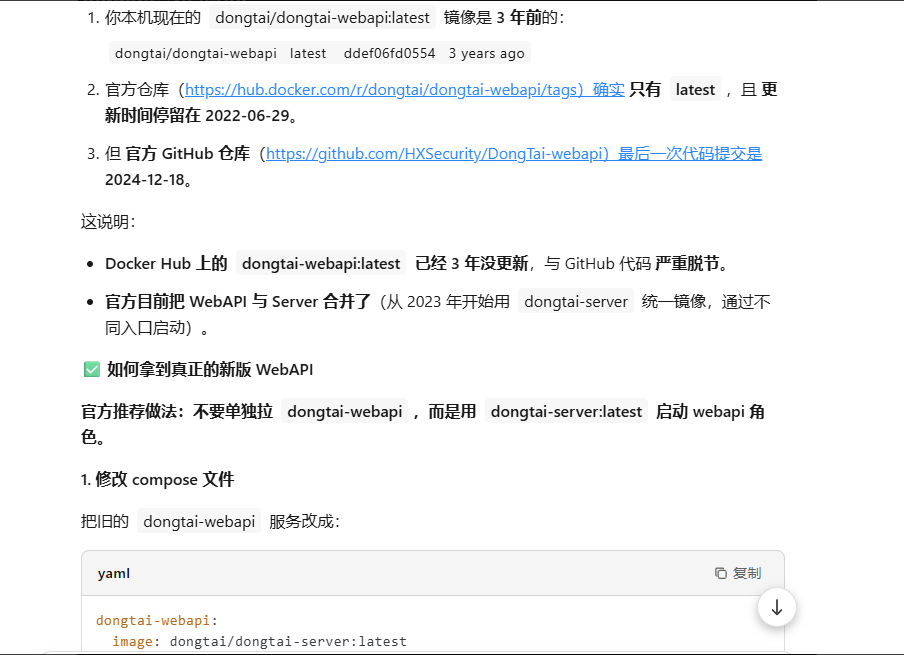 1. 你本机现在的 dongtai/dongtai-webapi:latest 镜像是 3 年前的：
dongtai/dongtai-webapi latest ddef06fd0554 3 years ago
2. 官方仓库（https://hub.docker.com/r/dongtai/dongtai-webapi/tags）确实 只有 latest ，且 更
新时间停留在 2022-06-29。
3. 但 官方 GitHub 仓库（https://github.com/HXSecurity/DongTai-webapi）最后一次代码提交是
2024-12-18。
这说明：
• Docker Hub 上的 dongtai-webapi:latest 已经 3 年没更新，与 GitHub 代码 严重脱节。
• 官方目前把 WebAPI 与 Server 合并了（从 2023 年开始用 dongtai-server 统一镜像，通过不
同入口启动）。
✅ 如何拿到真正的新版 WebAPI
官方推荐做法：不要单独拉 dongtai-webapi ，而是用 dongtai-server:latest 启动 webapi 角
色。
1. 修改 compose 文件
把旧的 dongtai-webapi 服务改成：
yaml 复制
dongtai-webapi:
image: dongtai/dongtai-server:latest